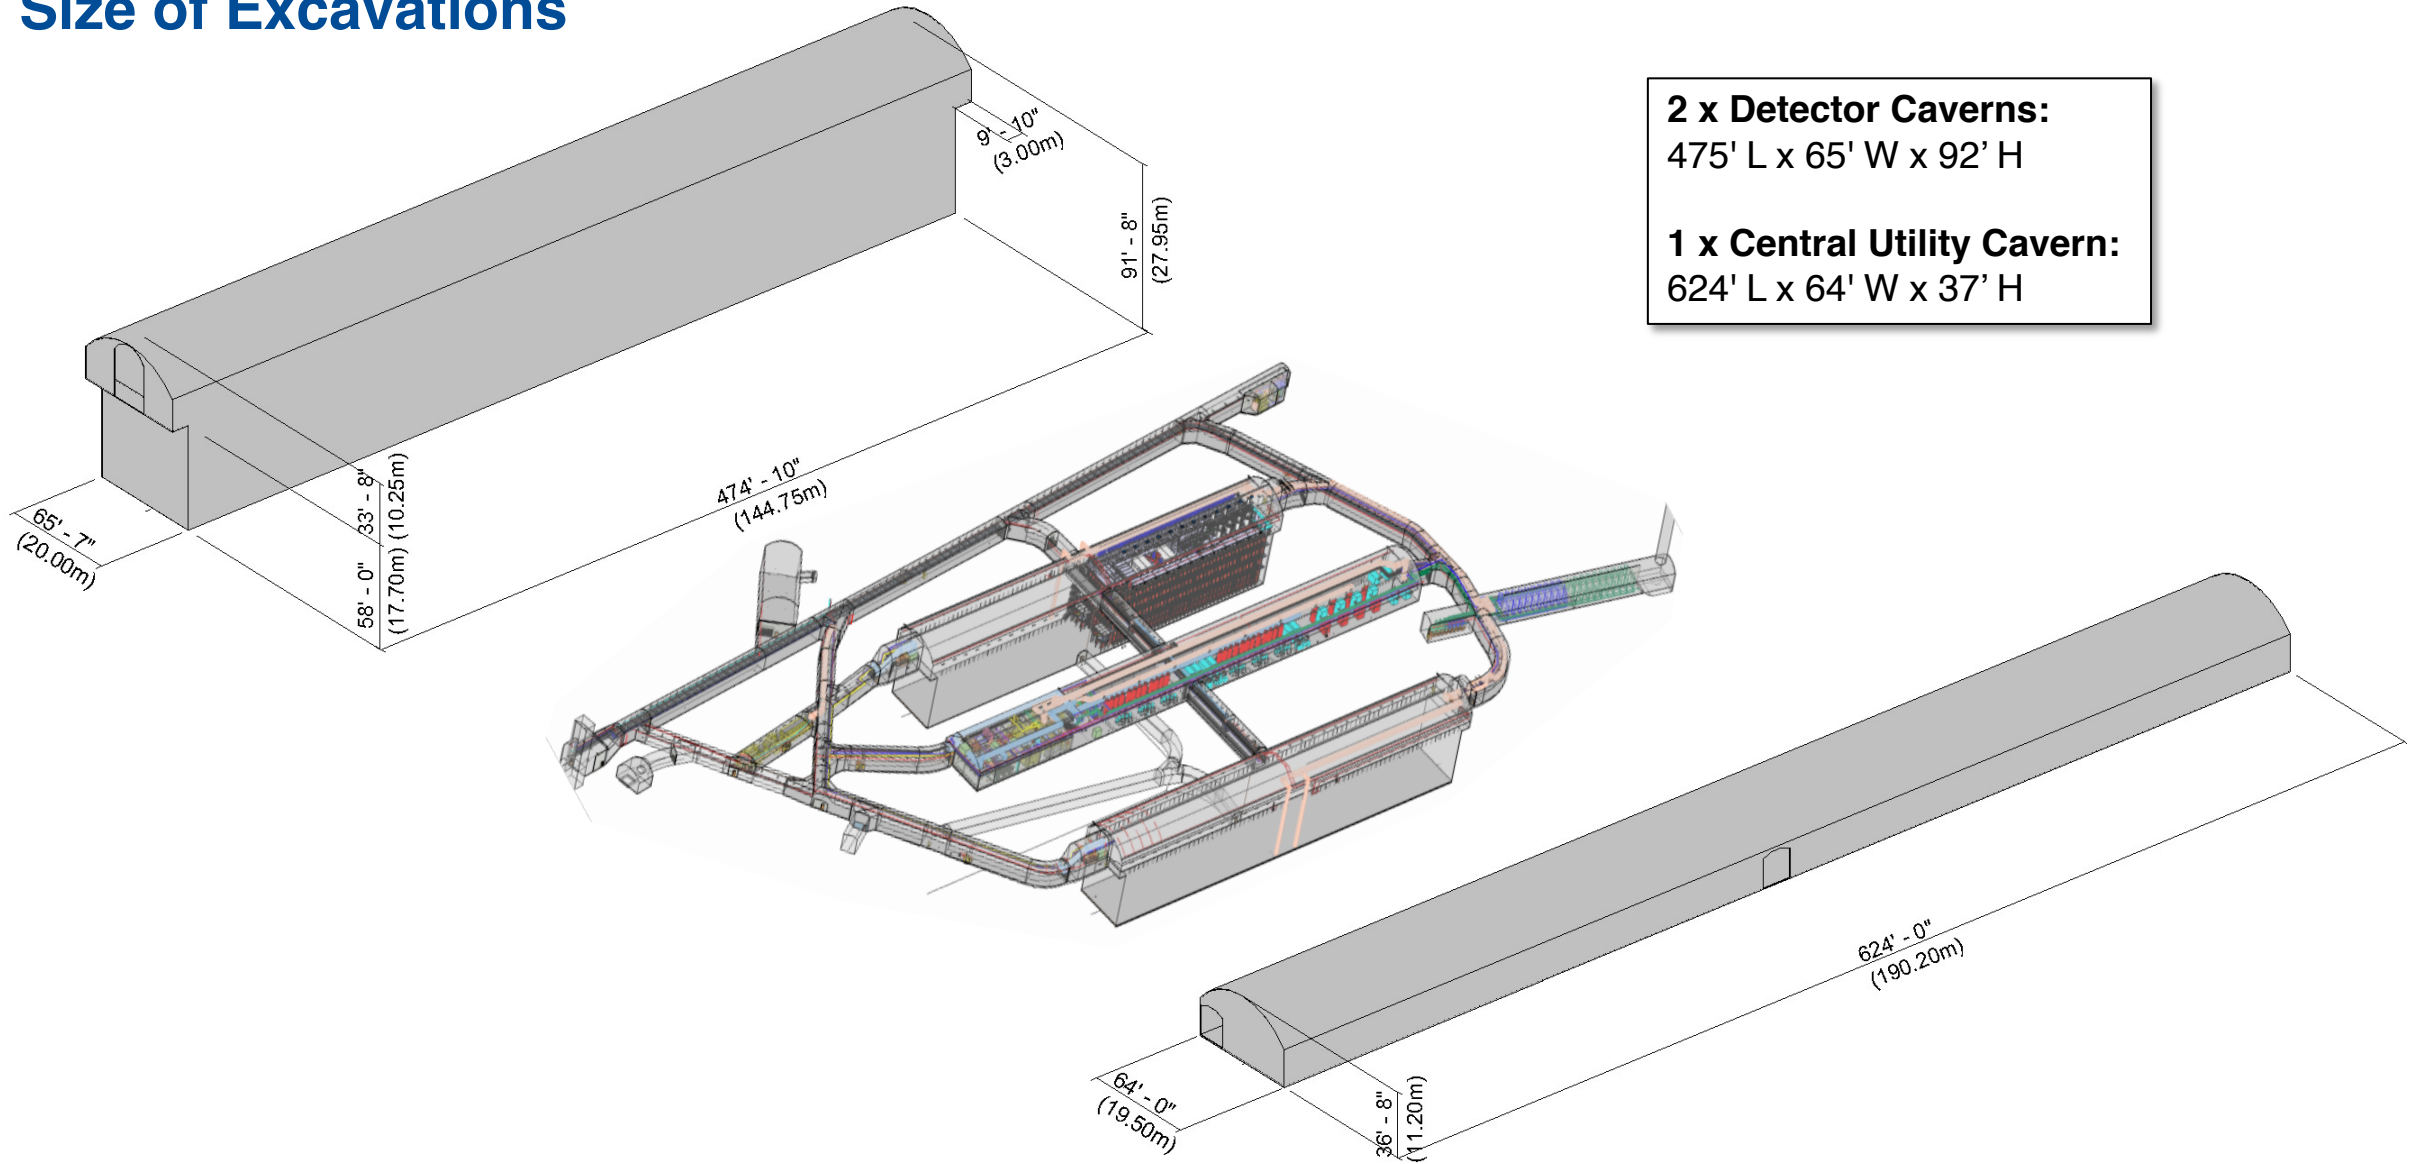 Size of Excavations
2 x Detector Caverns:
475' L x 65' W x 92’ H
1 x Central Utility Cavern:
624' L x 64' W x 37’ H
9' - 10"
(3.00m)
91' - 8"
(27.95m)
474' - 10"
(144.75m)
33' - 8"
(10.25m)
58' - 0"
(17.70m)
65' - 7"
(20.00m)
624' - 0"
(190.20m)
64' - 0"
(19.50m)
36' - 8"
(11.20m)